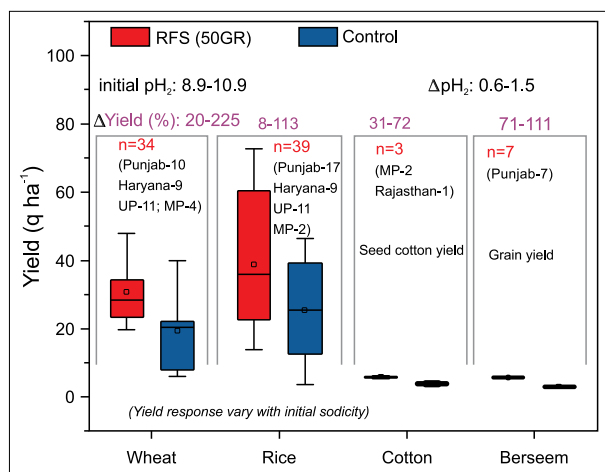 RFS (50GR) Control
initial pH₂: 8.9-10.9 ΔpH₂: 0.6-1.5
ΔYield (%): 20-225 8-113 31-72 71-111
n=34
(Punjab-10
Haryana-9
UP-11; MP-4)
n=39
(Punjab-17
Haryana-9
UP-11
MP-2)
n=3
(MP-2
Rajasthan-1)
Seed cotton yield
n=7
(Punjab-7)
Grain yield
(Yield response vary with initial sodicity)
Yield (q ha⁻¹)
100
80
60
40
20
0
Wheat Rice Cotton Berseem